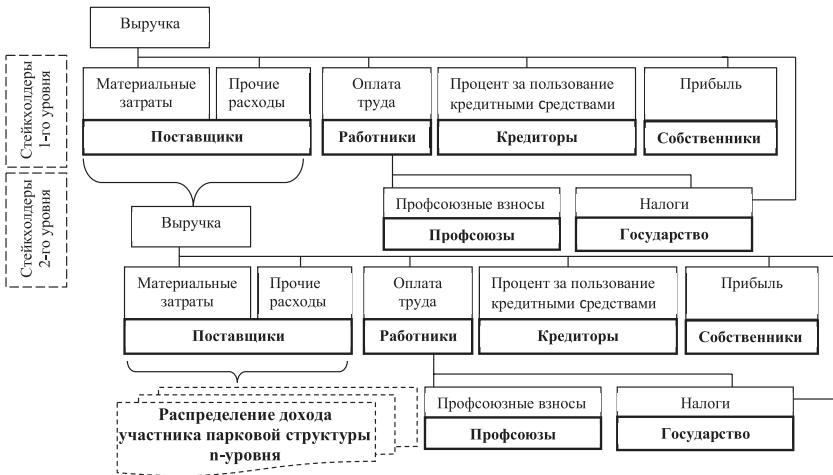 Выручка
Стейкхолдеры
1-го уровня
Материальные
затраты
Прочие
расходы
Оплата
труда
Процент за пользование
кредитными средствами
Прибыль
Поставщики
Работники
Кредиторы
Собственники
Стейкхолдеры
2-го уровня
Профсоюзные взносы
Налоги
Профсоюзы
Государство
Выручка
Материальные
затраты
Прочие
расходы
Оплата
труда
Процент за пользование
кредитными средствами
Прибыль
Поставщики
Работники
Кредиторы
Собственники
Профсоюзные взносы
Налоги
Профсоюзы
Государство
Распределение дохода
участника парковой структуры
n-уровня